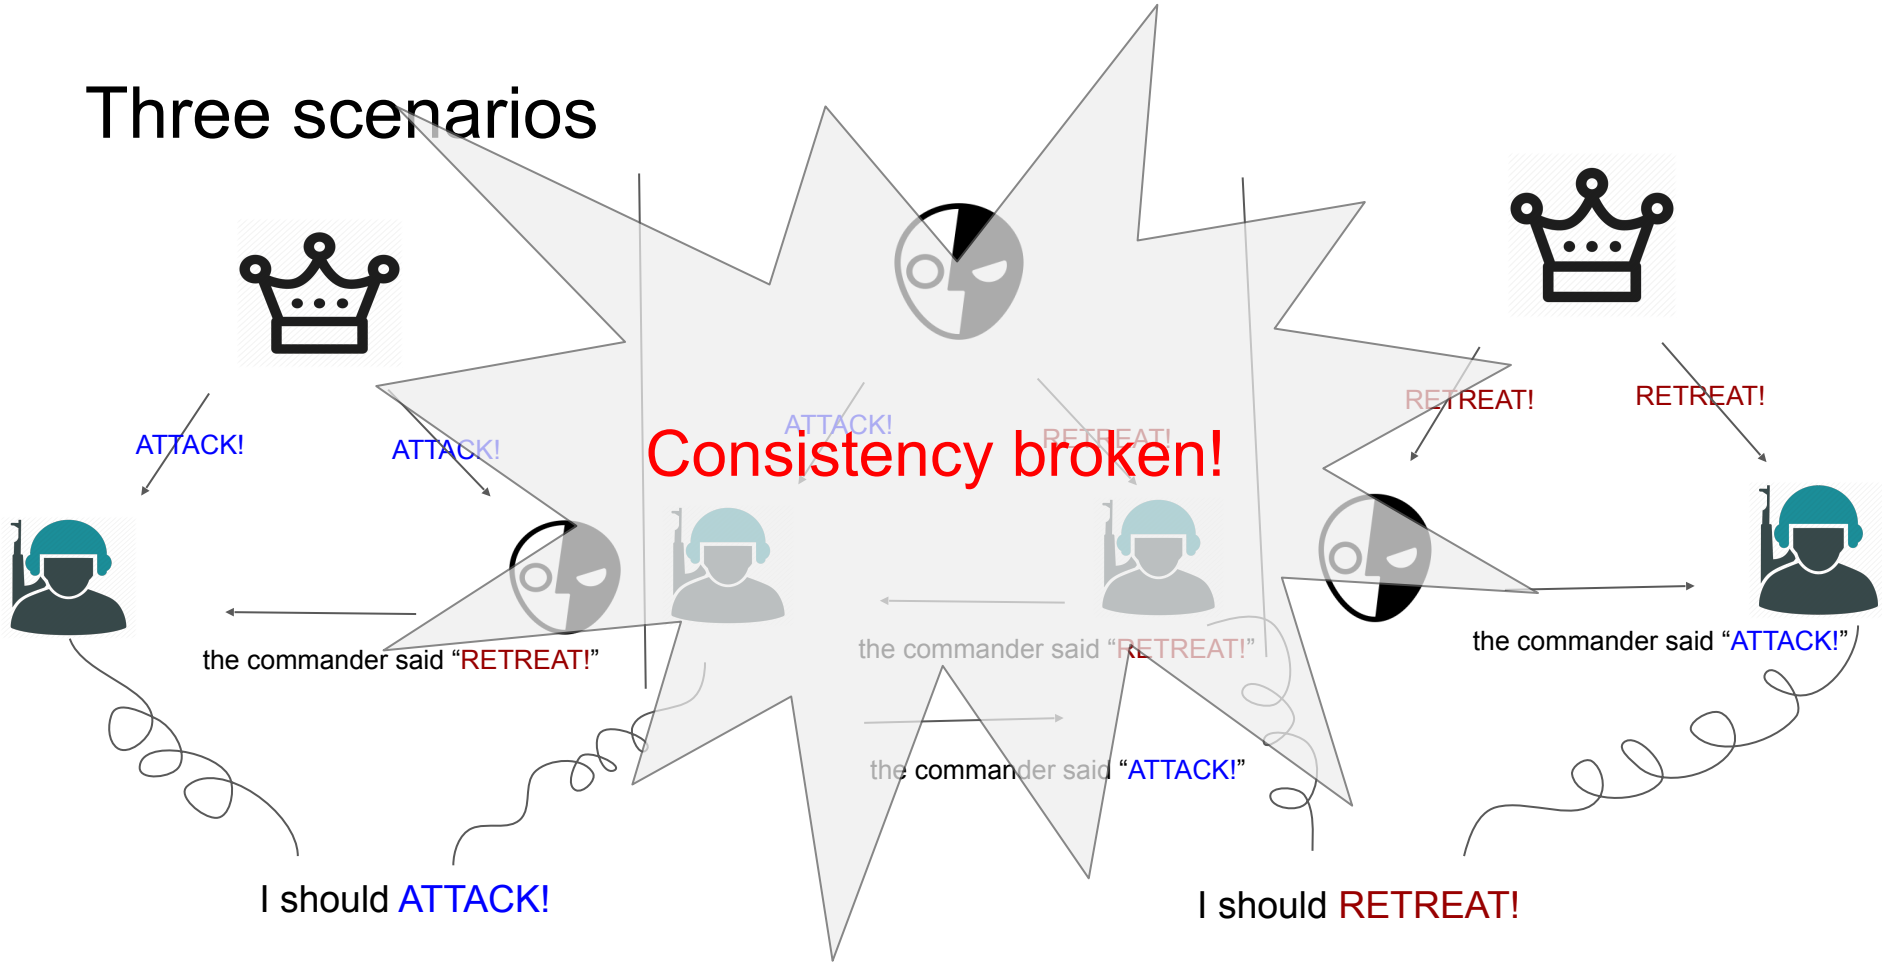 Three scenarios
ATTACK!
ATTACK!
ATTACK!
RETREAT!
RETREAT!
RETREAT!
Consistency broken!
the commander said “RETREAT!”
the commander said “RETREAT!”
the commander said “ATTACK!”
the commander said “ATTACK!”
I should ATTACK!
I should RETREAT!